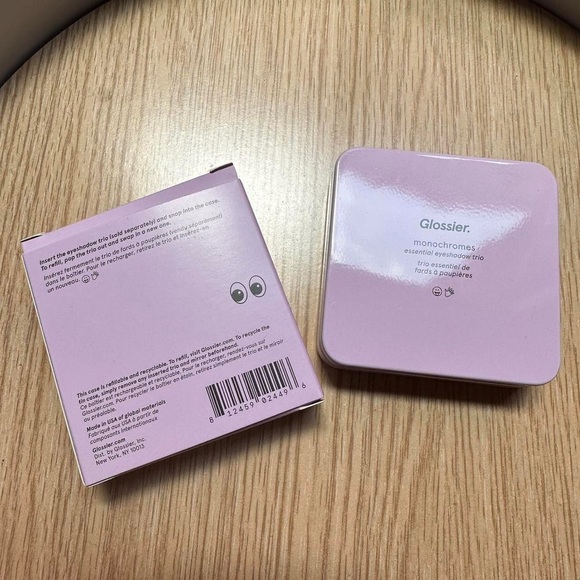 Insert the eyeshadow trio (sold separately) and snap into the case.
To refill, pop the trio out and swap in a new one.
Insérez fermement le trio de fards à paupières (vendu séparément)
dans le boîtier. Pour le recharger, retirez le trio et insérez-en
un nouveau.
This case is refillable and recyclable. To refill, visit Glossier.com. To recycle the
tin case, simply remove any inserted trio and mirror beforehand.
Ce boîtier est rechargeable et recyclable. Pour le recharger, rendez-vous sur
Glossier.com. Pour recycler le boîtier en étain, retirez simplement le trio et le miroir
au préalable.
Made in USA of global materials
Fabriqué aux USA à partir de
composants internationaux
Glossier.com
Dist. by Glossier, Inc.
New York, NY 10013
8 12459 02449 6
Glossier.
monochromes
essential eyeshadow trio
trio essentiel de
fards à paupières